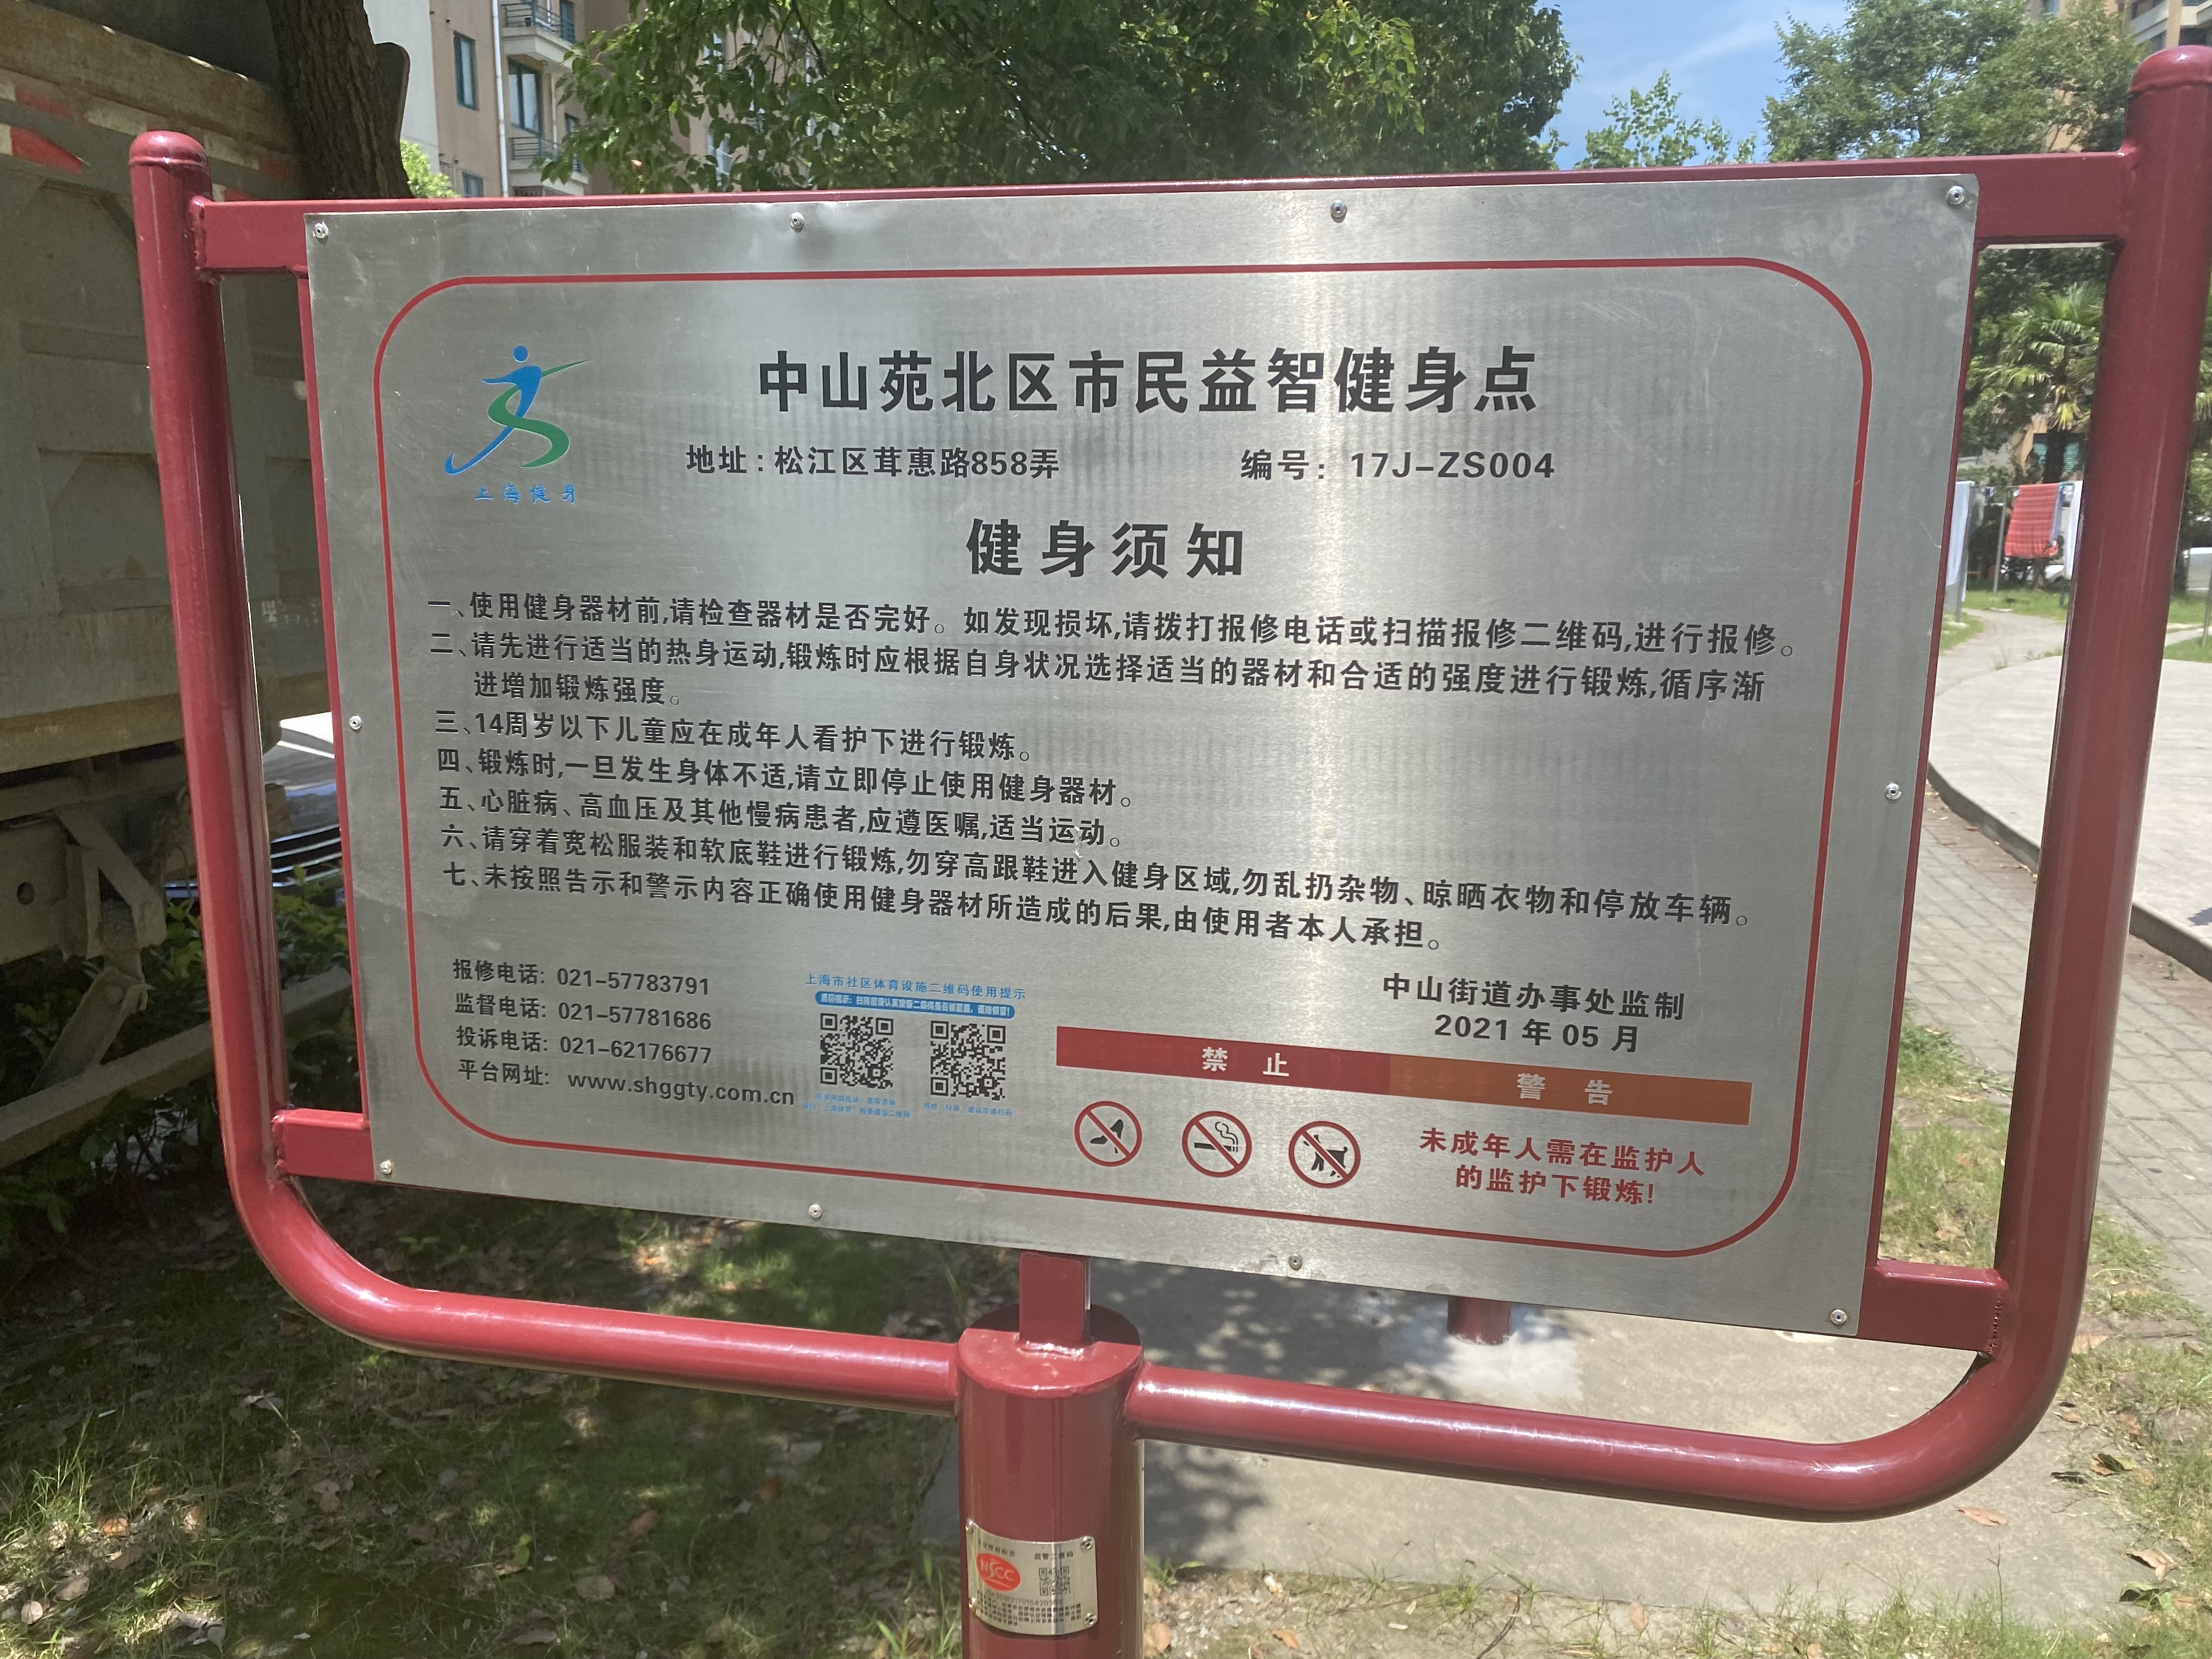 中山苑北区市民益智健身点
上海健身
地址：松江区茸惠路858弄 编号：17J-ZS004
健身须知
一、使用健身器材前,请检查器材是否完好。如发现损坏,请拨打报修电话或扫描报修二维码,进行报修。
二、请先进行适当的热身运动,锻炼时应根据自身状况选择适当的器材和合适的强度进行锻炼,循序渐
进增加锻炼强度。
三、14周岁以下儿童应在成年人看护下进行锻炼。
四、锻炼时,一旦发生身体不适,请立即停止使用健身器材。
五、心脏病、高血压及其他慢病患者,应遵医嘱,适当运动。
六、请穿着宽松服装和软底鞋进行锻炼,勿穿高跟鞋进入健身区域,勿乱扔杂物、晾晒衣物和停放车辆。
七、未按照告示和警示内容正确使用健身器材所造成的后果,由使用者本人承担。
报修电话: 021-57783791
监督电话: 021-57781686
投诉电话: 021-62176677
平台网址: www.shggty.com.cn
上海市社区体育设施二维码使用提示
中山街道办事处监制
2021 年 05 月
禁 止
警 告
未成年人需在监护人
的监护下锻炼!
NSCC